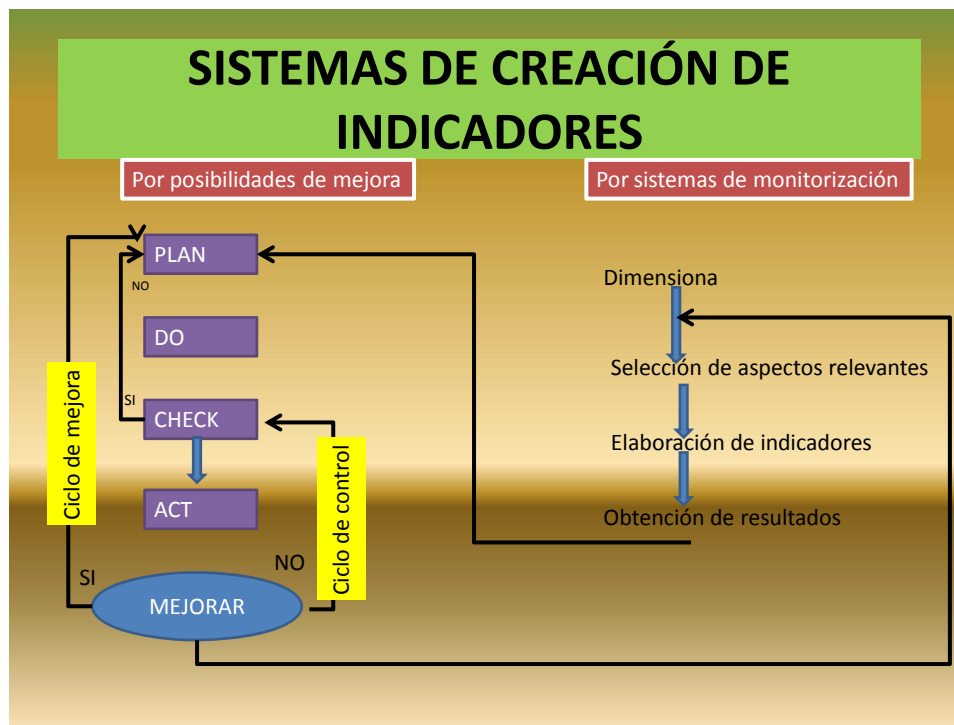 SISTEMAS DE CREACIÓN DE
INDICADORES
Por posibilidades de mejora
Por sistemas de monitorización
PLAN
NO
DO
SI
CHECK
ACT
Ciclo de mejora
Ciclo de control
NO
SI
MEJORAR
Dimensiona
Selección de aspectos relevantes
Elaboración de indicadores
Obtención de resultados